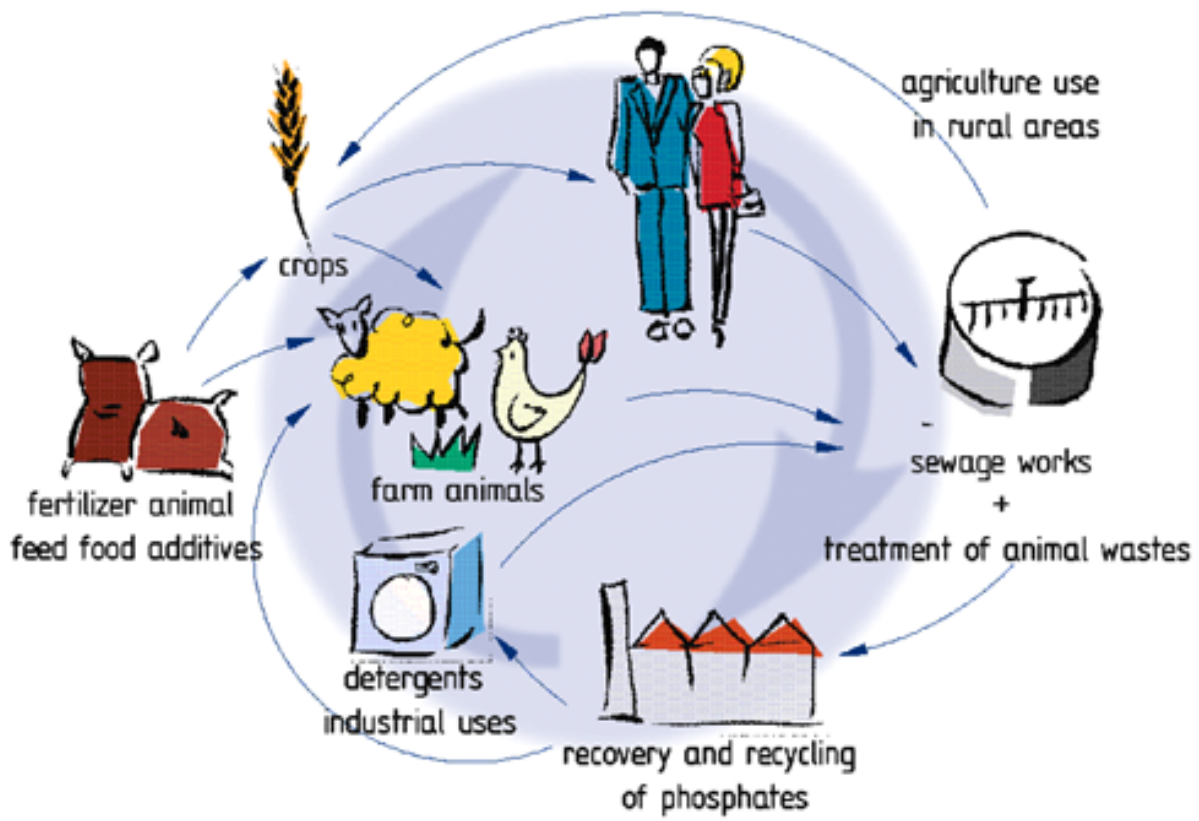 agriculture use
in rural areas
crops
fertilizer animal
feed food additives
farm animals
sewage works
+
treatment of animal wastes
detergents
industrial uses
recovery and recycling
of phosphates